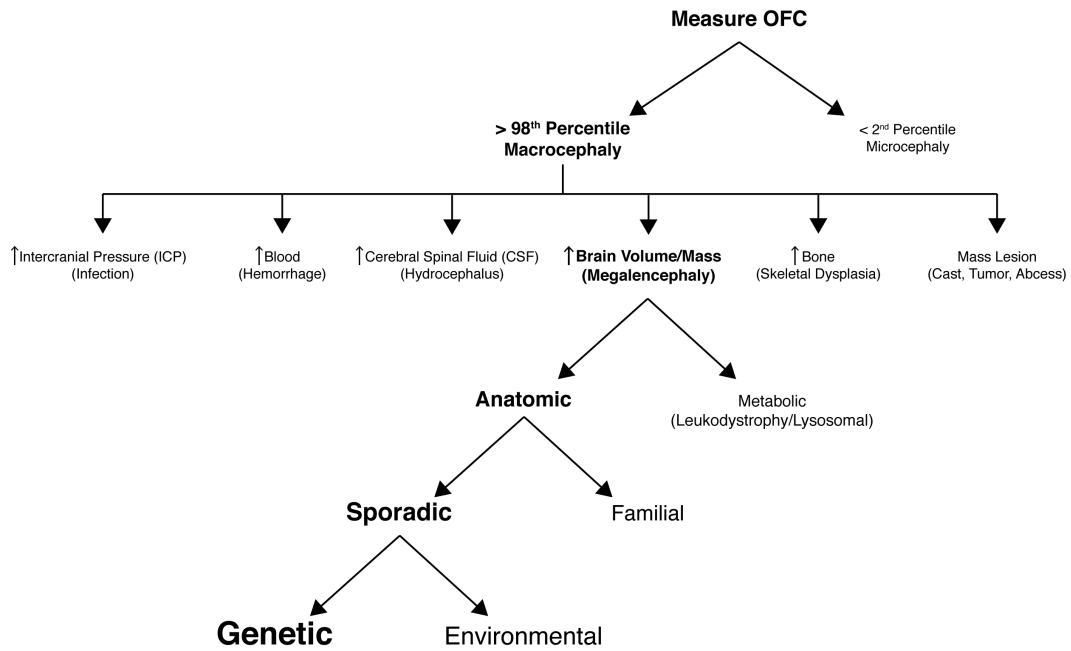 Measure OFC
> 98th Percentile
Macrocephaly
< 2nd Percentile
Microcephaly
↑Intercranial Pressure (ICP)
(Infection)
↑Blood
(Hemorrhage)
↑Cerebral Spinal Fluid (CSF)
(Hydrocephalus)
↑Brain Volume/Mass
(Megalencephaly)
↑Bone
(Skeletal Dysplasia)
Mass Lesion
(Cast, Tumor, Abcess)
Anatomic
Metabolic
(Leukodystrophy/Lysosomal)
Sporadic
Familial
Genetic
Environmental